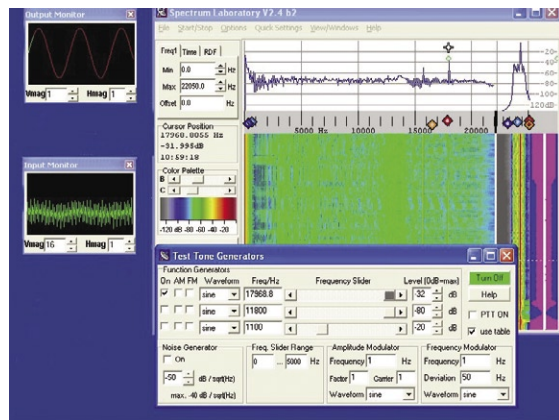 Output Monitor
Vmag 1 Hmag 1
Input Monitor
Vmag 16 Hmag 1
Spectrum Laboratory V2.4 b2
File Start/Stop Options Quick Settings View/Windows Help
Freq1 Time RDF
Min 0.0 Hz
Max 22050.0 Hz
Offset 0.0 Hz
Cursor Position
17968.8055 Hz
-31.995dB
10:59:18
Color Palette
B
C
-120 dB -80 -60 -40 -20
-20
-40
-60
-80
-100
120dB
5000 Hz 10000 15000 20000
Test Tone Generators
Function Generators
On AM FM Waveform Freq/Hz Frequency Slider Level (0dB=max)
sine 17968.8 -32 dB
sine 11800 -80 dB
sine 1100 -20 dB
Turn Off
Help
PTT ON
use table
Noise Generator
On
-50 dB / sqrt(Hz)
max. -40 dB / sqrt(Hz)
Freq. Slider Range
0 ... 5000 Hz
Amplitude Modulator
Frequency 1 Hz
Factor 1 Carrier 1
Waveform sine
Frequency Modulator
Frequency 1 Hz
Deviation 50 Hz
Waveform sine